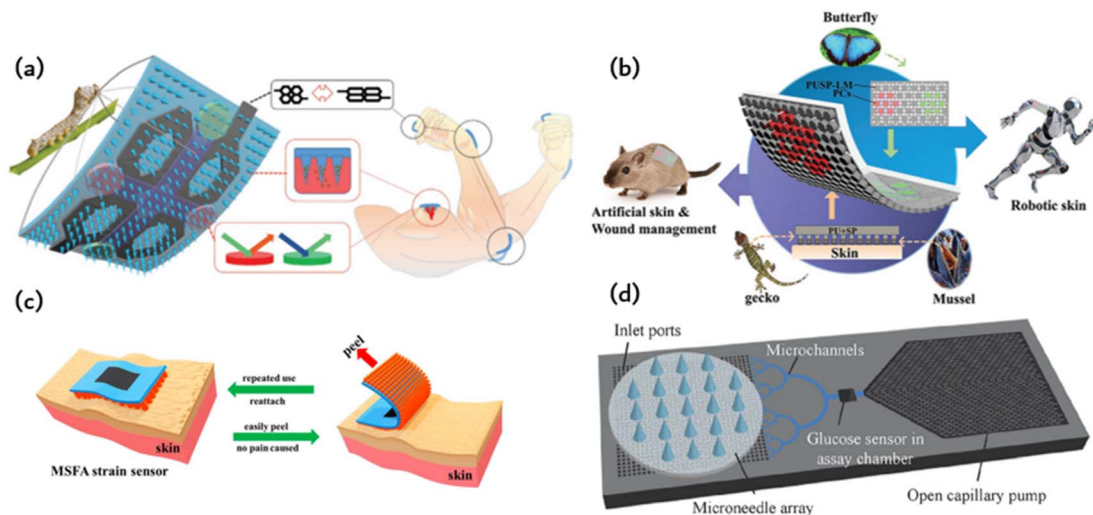 (a)
(b)
Butterfly
PUSP-LM
PCs
Artificial skin &
Wound management
Robotic skin
PU+SP
Skin
gecko
Mussel
(c)
peel
repeated use
reattach
easily peel
no pain caused
skin
skin
MSFA strain sensor
(d)
Inlet ports
Microchannels
Glucose sensor in
assay chamber
Microneedle array
Open capillary pump